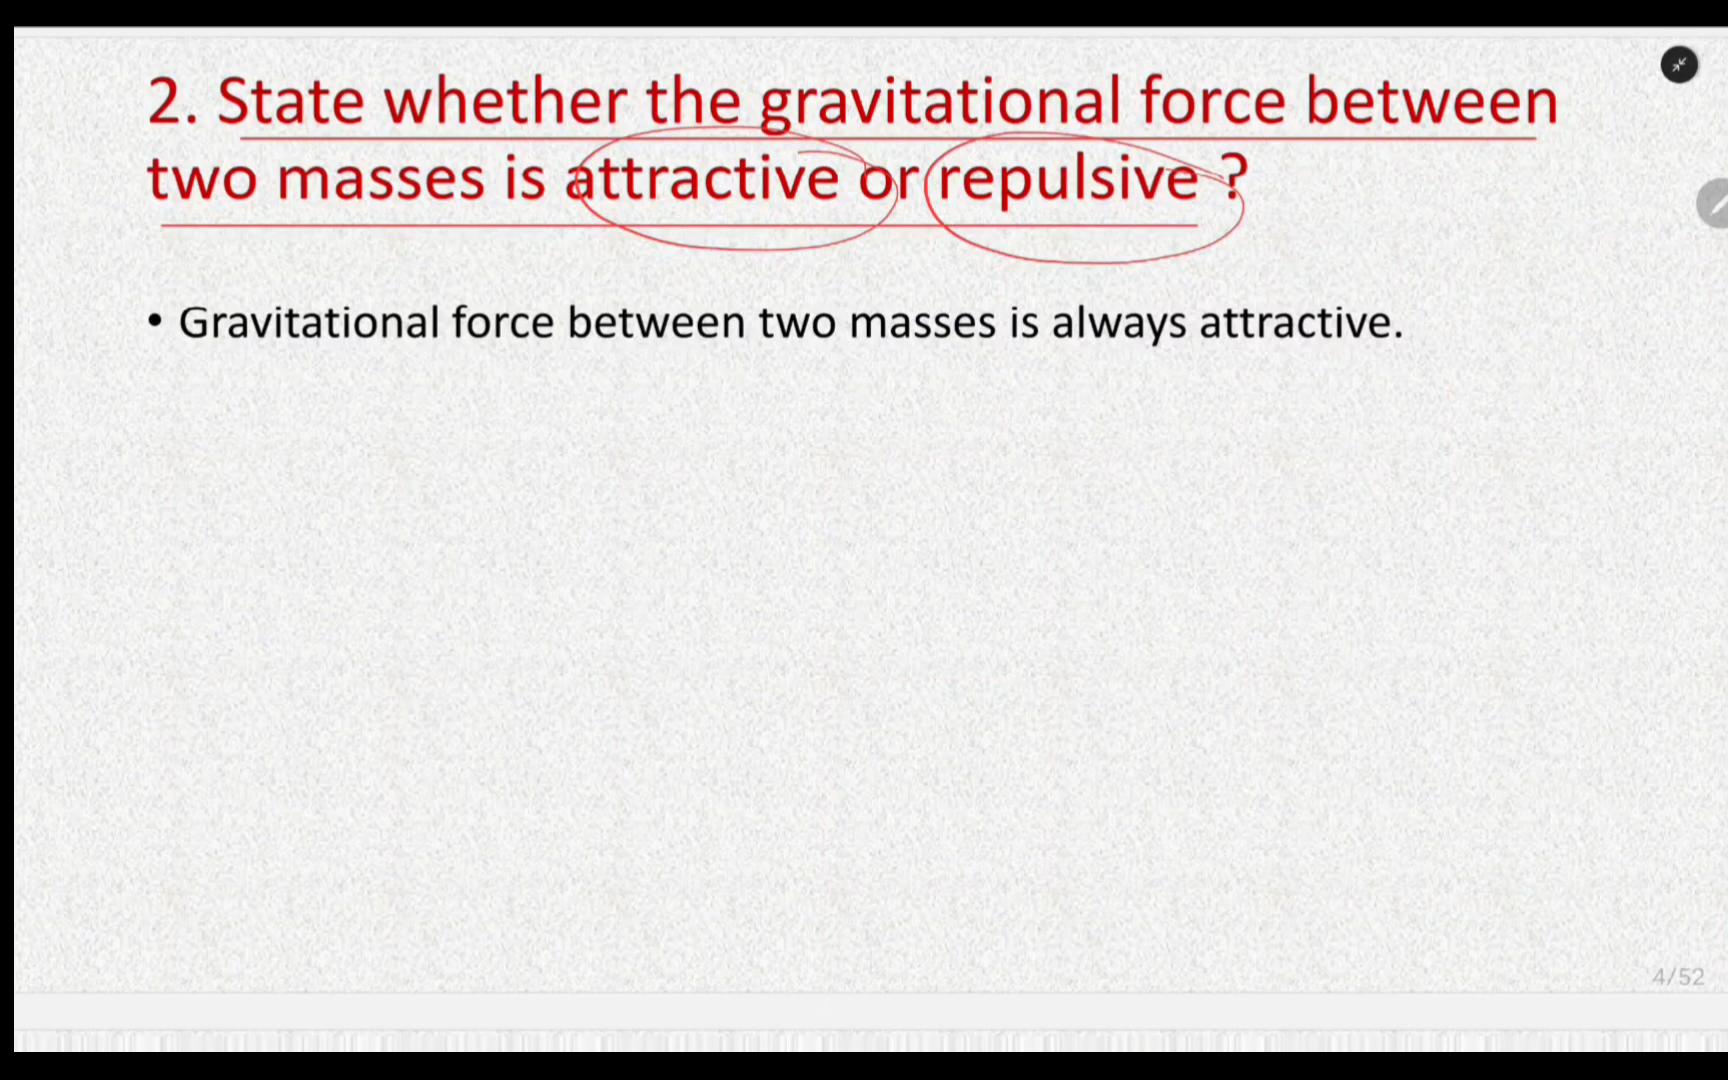 2. State whether the gravitational force between
two masses is attractive or repulsive ?
• Gravitational force between two masses is always attractive.
4/52